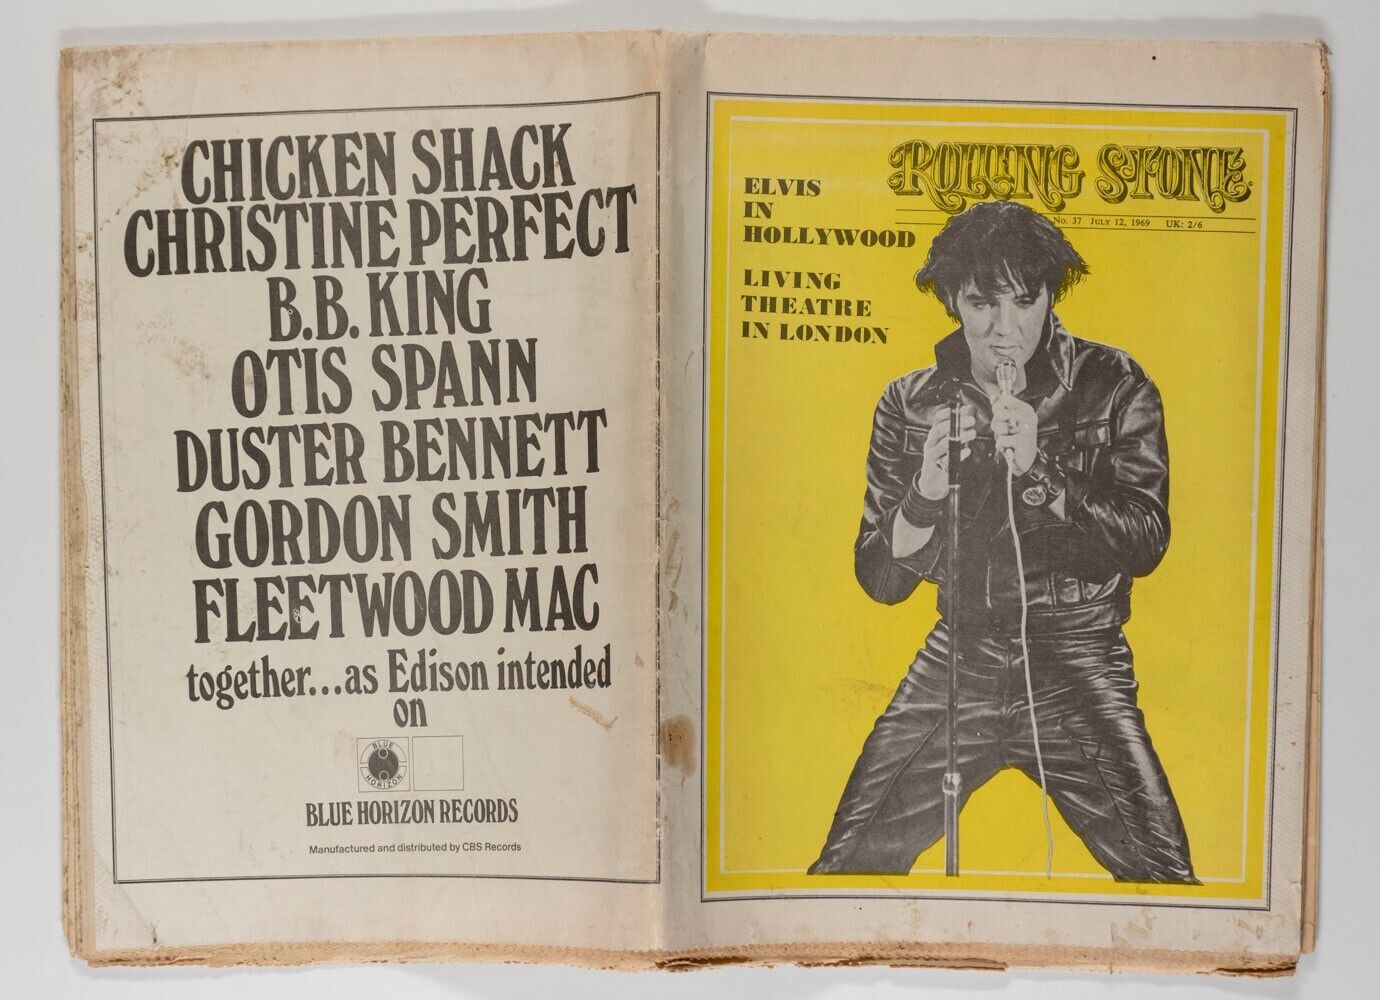 CHICKEN SHACK
CHRISTINE PERFECT
B.B. KING
OTIS SPANN
DUSTER BENNETT
GORDON SMITH
FLEETWOOD MAC
together...as Edison intended
on
BLUE
HORIZON
BLUE HORIZON RECORDS
Manufactured and distributed by CBS Records
ROLLING STONE
No. 37 JULY 12, 1969 UK: 2/6
ELVIS
IN
HOLLYWOOD
LIVING
THEATRE
IN LONDON